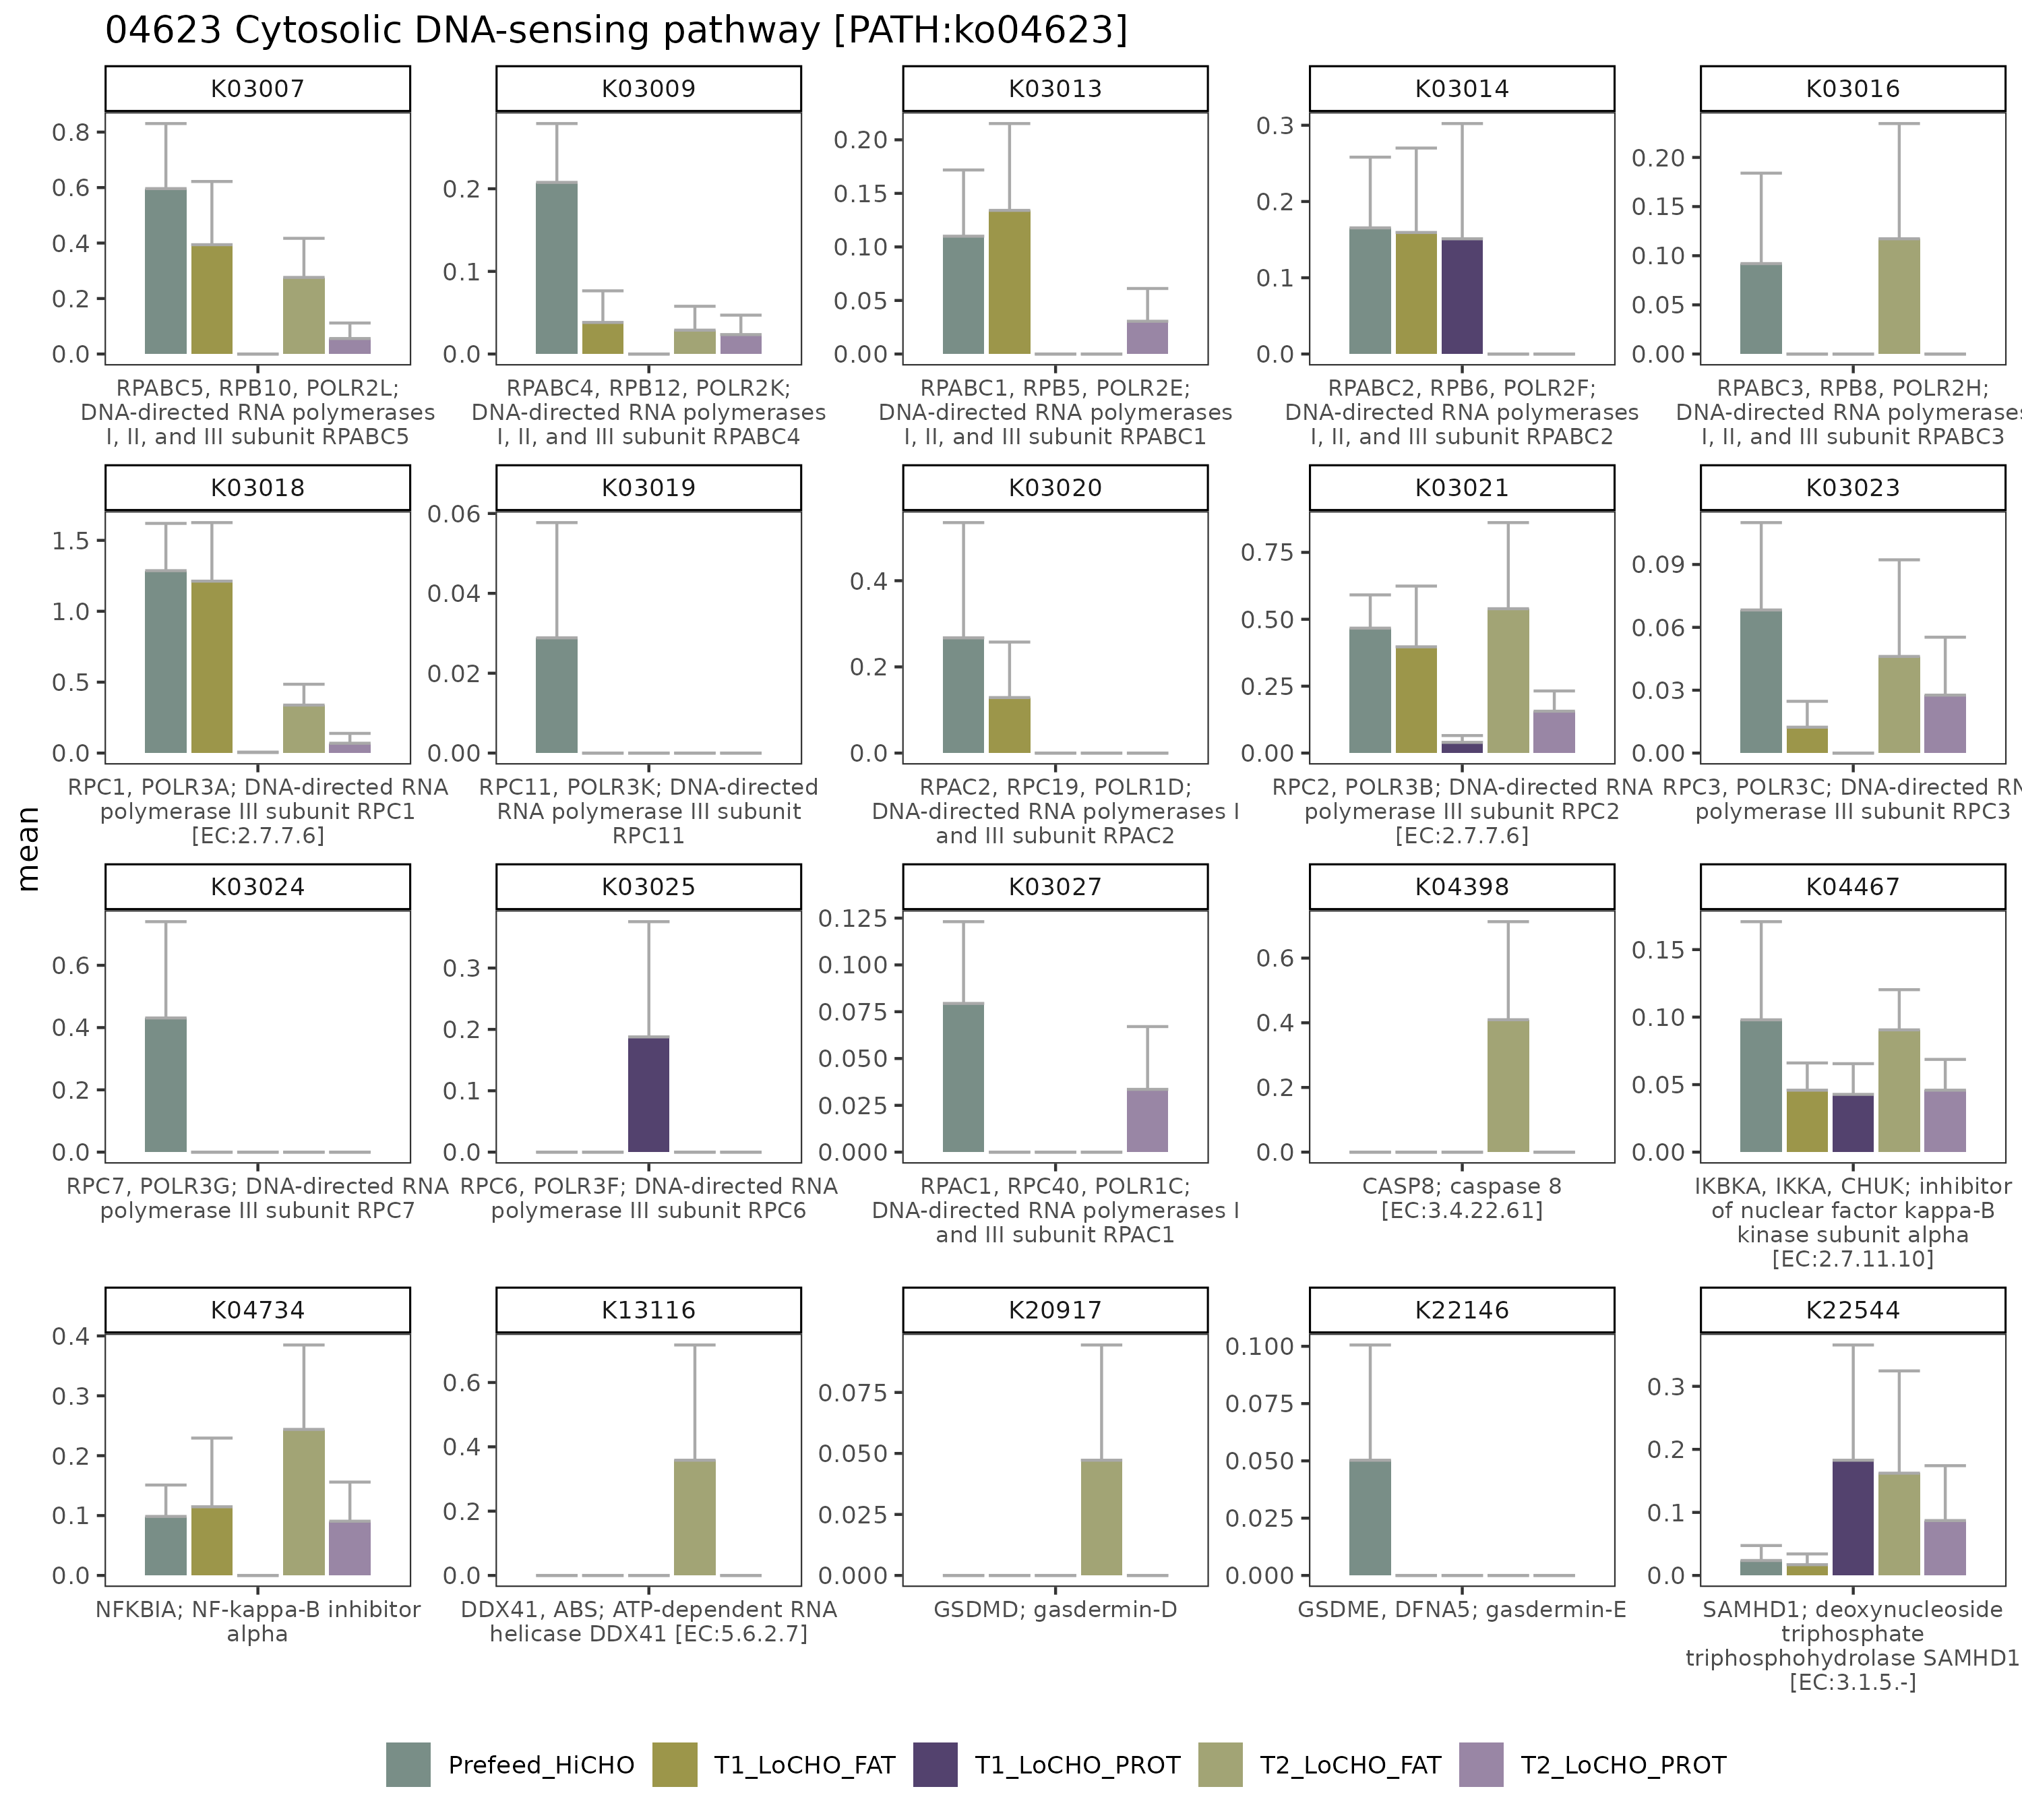 04623 Cytosolic DNA-sensing pathway [PATH:ko04623]
mean
K03007
0.8
0.6
0.4
0.2
0.0
RPABC5, RPB10, POLR2L;
DNA-directed RNA polymerases
I, II, and III subunit RPABC5
K03009
0.2
0.1
0.0
RPABC4, RPB12, POLR2K;
DNA-directed RNA polymerases
I, II, and III subunit RPABC4
K03013
0.20
0.15
0.10
0.05
0.00
RPABC1, RPB5, POLR2E;
DNA-directed RNA polymerases
I, II, and III subunit RPABC1
K03014
0.3
0.2
0.1
0.0
RPABC2, RPB6, POLR2F;
DNA-directed RNA polymerases
I, II, and III subunit RPABC2
K03016
0.20
0.15
0.10
0.05
0.00
RPABC3, RPB8, POLR2H;
DNA-directed RNA polymerases
I, II, and III subunit RPABC3
K03018
1.5
1.0
0.5
0.0
RPC1, POLR3A; DNA-directed RNA
polymerase III subunit RPC1
[EC:2.7.7.6]
K03019
0.06
0.04
0.02
0.00
RPC11, POLR3K; DNA-directed
RNA polymerase III subunit
RPC11
K03020
0.4
0.2
0.0
RPAC2, RPC19, POLR1D;
DNA-directed RNA polymerases I
and III subunit RPAC2
K03021
0.75
0.50
0.25
0.00
RPC2, POLR3B; DNA-directed RNA
polymerase III subunit RPC2
[EC:2.7.7.6]
K03023
0.09
0.06
0.03
0.00
RPC3, POLR3C; DNA-directed RN
polymerase III subunit RPC3
K03024
0.6
0.4
0.2
0.0
RPC7, POLR3G; DNA-directed RNA
polymerase III subunit RPC7
K03025
0.3
0.2
0.1
0.0
RPC6, POLR3F; DNA-directed RNA
polymerase III subunit RPC6
K03027
0.125
0.100
0.075
0.050
0.025
0.000
RPAC1, RPC40, POLR1C;
DNA-directed RNA polymerases I
and III subunit RPAC1
K04398
0.6
0.4
0.2
0.0
CASP8; caspase 8
[EC:3.4.22.61]
K04467
0.15
0.10
0.05
0.00
IKBKA, IKKA, CHUK; inhibitor
of nuclear factor kappa-B
kinase subunit alpha
[EC:2.7.11.10]
K04734
0.4
0.3
0.2
0.1
0.0
NFKBIA; NF-kappa-B inhibitor
alpha
K13116
0.6
0.4
0.2
0.0
DDX41, ABS; ATP-dependent RNA
helicase DDX41 [EC:5.6.2.7]
K20917
0.075
0.050
0.025
0.000
GSDMD; gasdermin-D
K22146
0.100
0.075
0.050
0.025
0.000
GSDME, DFNA5; gasdermin-E
K22544
0.3
0.2
0.1
0.0
SAMHD1; deoxynucleoside
triphosphate
triphosphohydrolase SAMHD1
[EC:3.1.5.-]
Prefeed_HiCHO T1_LoCHO_FAT T1_LoCHO_PROT T2_LoCHO_FAT T2_LoCHO_PROT